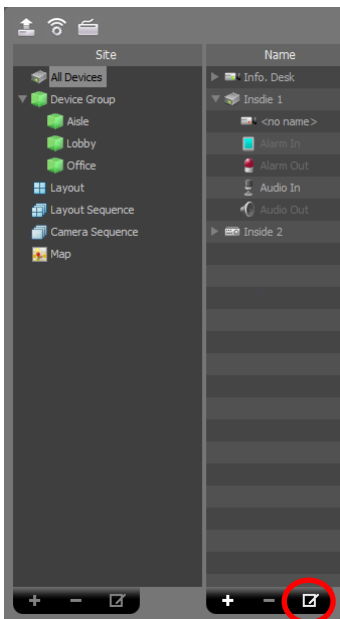 Site
All Devices
Device Group
Aisle
Lobby
Office
Layout
Layout Sequence
Camera Sequence
Map
Name
Info. Desk
Insdie 1
<no name>
Alarm In
Alarm Out
Audio In
Audio Out
Inside 2